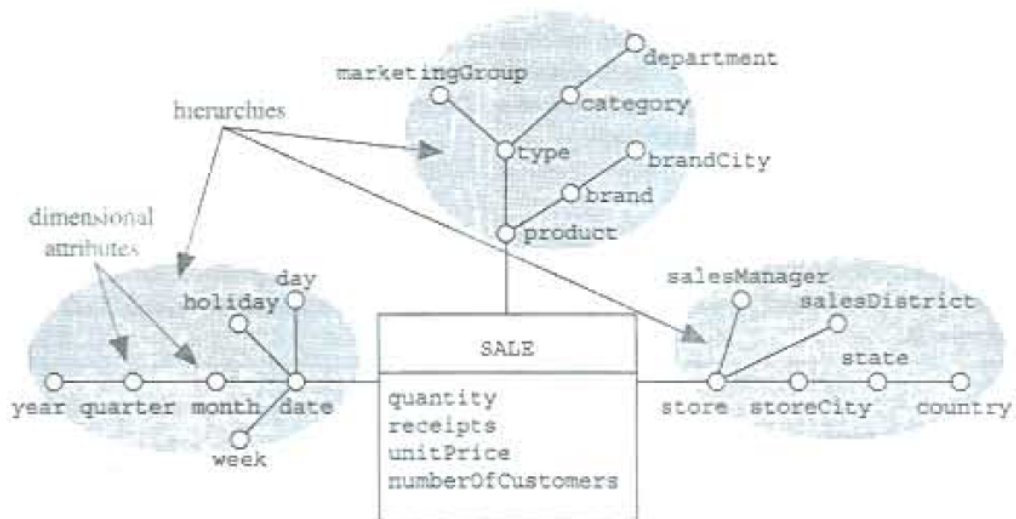 department
marketingGroup
category
hierarchies
type
brandCity
brand
dimensional
attributes
product
day
holiday
salesManager
salesDistrict
SALE
state
year quarter month date
store storeCity country
quantity
receipts
unitPrice
numberOfCustomers
week